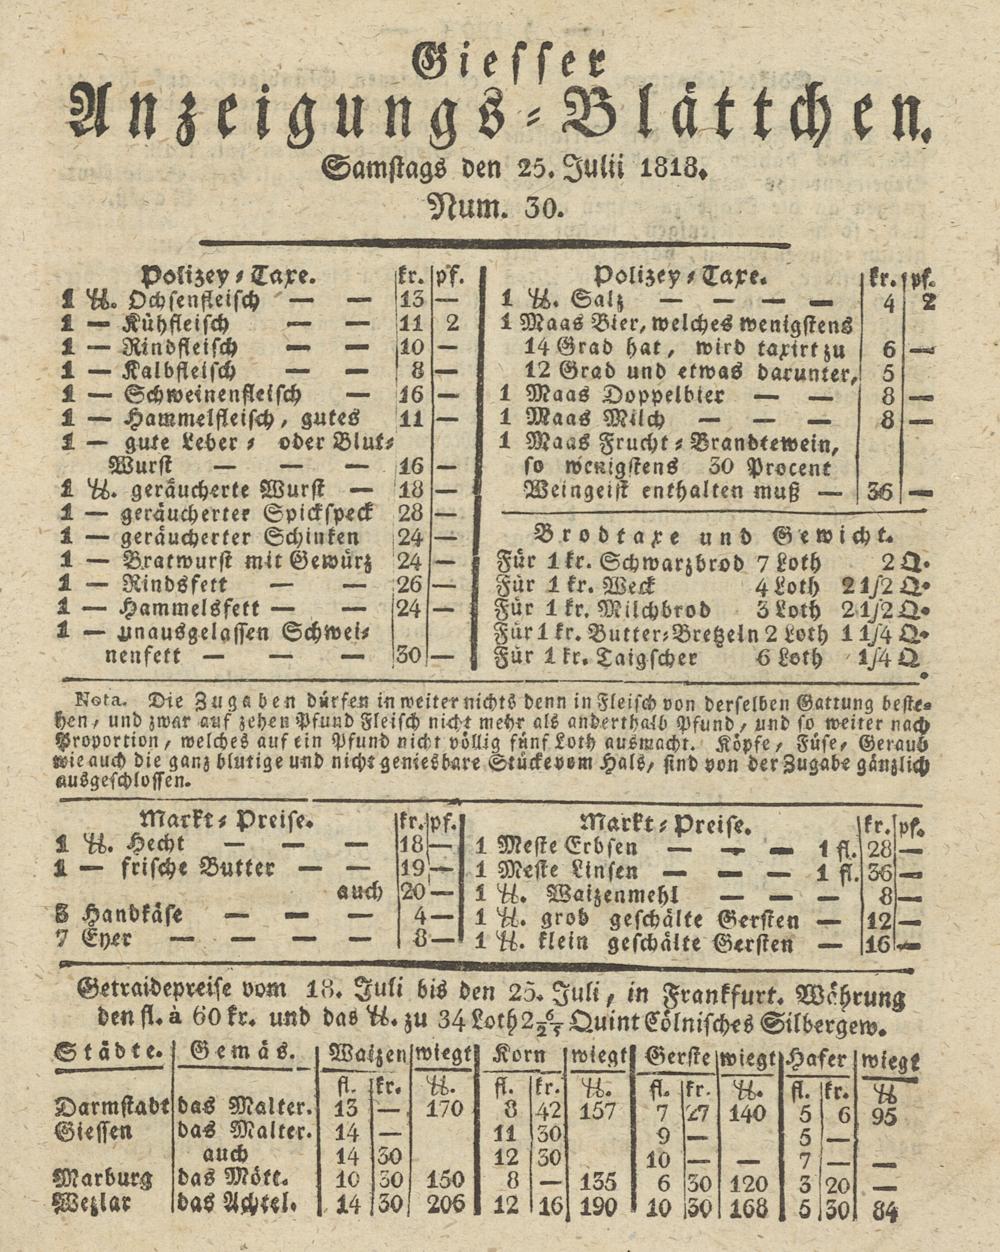 Giesser
Anzeigungs-Blättchen.
Samstags den 25. Julii 1818.
Num. 30.
Polizey-Taxe. kr. pf.
1 ℔. Ochsenfleisch — — 13 —
1 — Kühfleisch — — 11 2
1 — Rindfleisch — — 10 —
1 — Kalbfleisch — — 8 —
1 — Schweinenfleisch — 16 —
1 — Hammelfleisch, gutes 11 —
1 — gute Leber- oder Blut-
Wurst — — — 16 —
1 ℔. geräucherte Wurst — 18 —
1 — geräucherter Spickspeck 28 —
1 — geräucherter Schinken 24 —
1 — Bratwurst mit Gewürz 24 —
1 — Rindsfett — — 26 —
1 — Hammelsfett — — 24 —
1 — unausgelassen Schwei-
nenfett — — — 30 —
Polizey-Taxe. kr. pf.
1 ℔. Salz — — — — 4 2
1 Maas Bier, welches wenigstens
14 Grad hat, wird taxirt zu 6 —
12 Grad und etwas darunter, 5
1 Maas Doppelbier — — 8 —
1 Maas Milch — — — 8 —
1 Maas Frucht-Brandtewein,
so wenigstens 30 Procent
Weingeist enthalten muß — 36 —
Brodtaxe und Gewicht.
Für 1 kr. Schwarzbrod 7 Loth 2 Q.
Für 1 kr. Weck 4 Loth 2 1/2 Q.
Für 1 kr. Milchbrod 3 Loth 2 1/2 Q.
Für 1 kr. Butter-Bretzeln 2 Loth 1 1/4 Q.
Für 1 kr. Taigscher 6 Loth 1/4 Q
Nota. Die Zugaben dürfen in weiter nichts denn in Fleisch von derselben Gattung beste-
hen, und zwar auf zehen Pfund Fleisch nicht mehr als anderthalb Pfund, und so weiter nach
Proportion, welches auf ein Pfund nicht völlig fünf Loth ausmacht. Köpfe, Füse, Geraub
wie auch die ganz blutige und nicht geniesbare Stücke vom Hals, sind von der Zugabe gänzlich
ausgeschlossen.
Markt-Preise. kr. pf.
1 ℔. Hecht — — — 18 —
1 — frische Butter — — 19 —
auch 20 —
3 Handkäse — — — 4 —
7 Eyer — — — — 8 —
Markt-Preise. kr. pf.
1 Meste Erbsen — — — 1 fl. 28 —
1 Meste Linsen — — — 1 fl. 36 —
1 ℔. Waizenmehl — — — 8 —
1 ℔. grob geschälte Gersten — 12 —
1 ℔. klein geschälte Gersten — 16 —
Getraidepreise vom 18. Juli bis den 25. Juli, in Frankfurt. Währung
den fl. à 60 kr. und das ℔. zu 34 Loth 2 Quint Cölnisches Silbergew.
Städte. Gemäs. Waizen wiegt Korn wiegt Gerste wiegt Hafer wiegt
fl. kr. ℔. fl. kr. ℔. fl. kr. ℔. fl. kr. ℔
Darmstadt das Malter. 13 — 170 8 42 157 7 27 140 5 6 95
Giessen das Malter. 14 — 11 30 9 — 5 —
auch 14 30 12 30 10 — — 7 — —
Marburg das Mött. 10 30 150 8 — 135 6 30 120 3 20 —
Wezlar das Achtel. 14 30 206 12 16 190 10 30 168 5 30 84